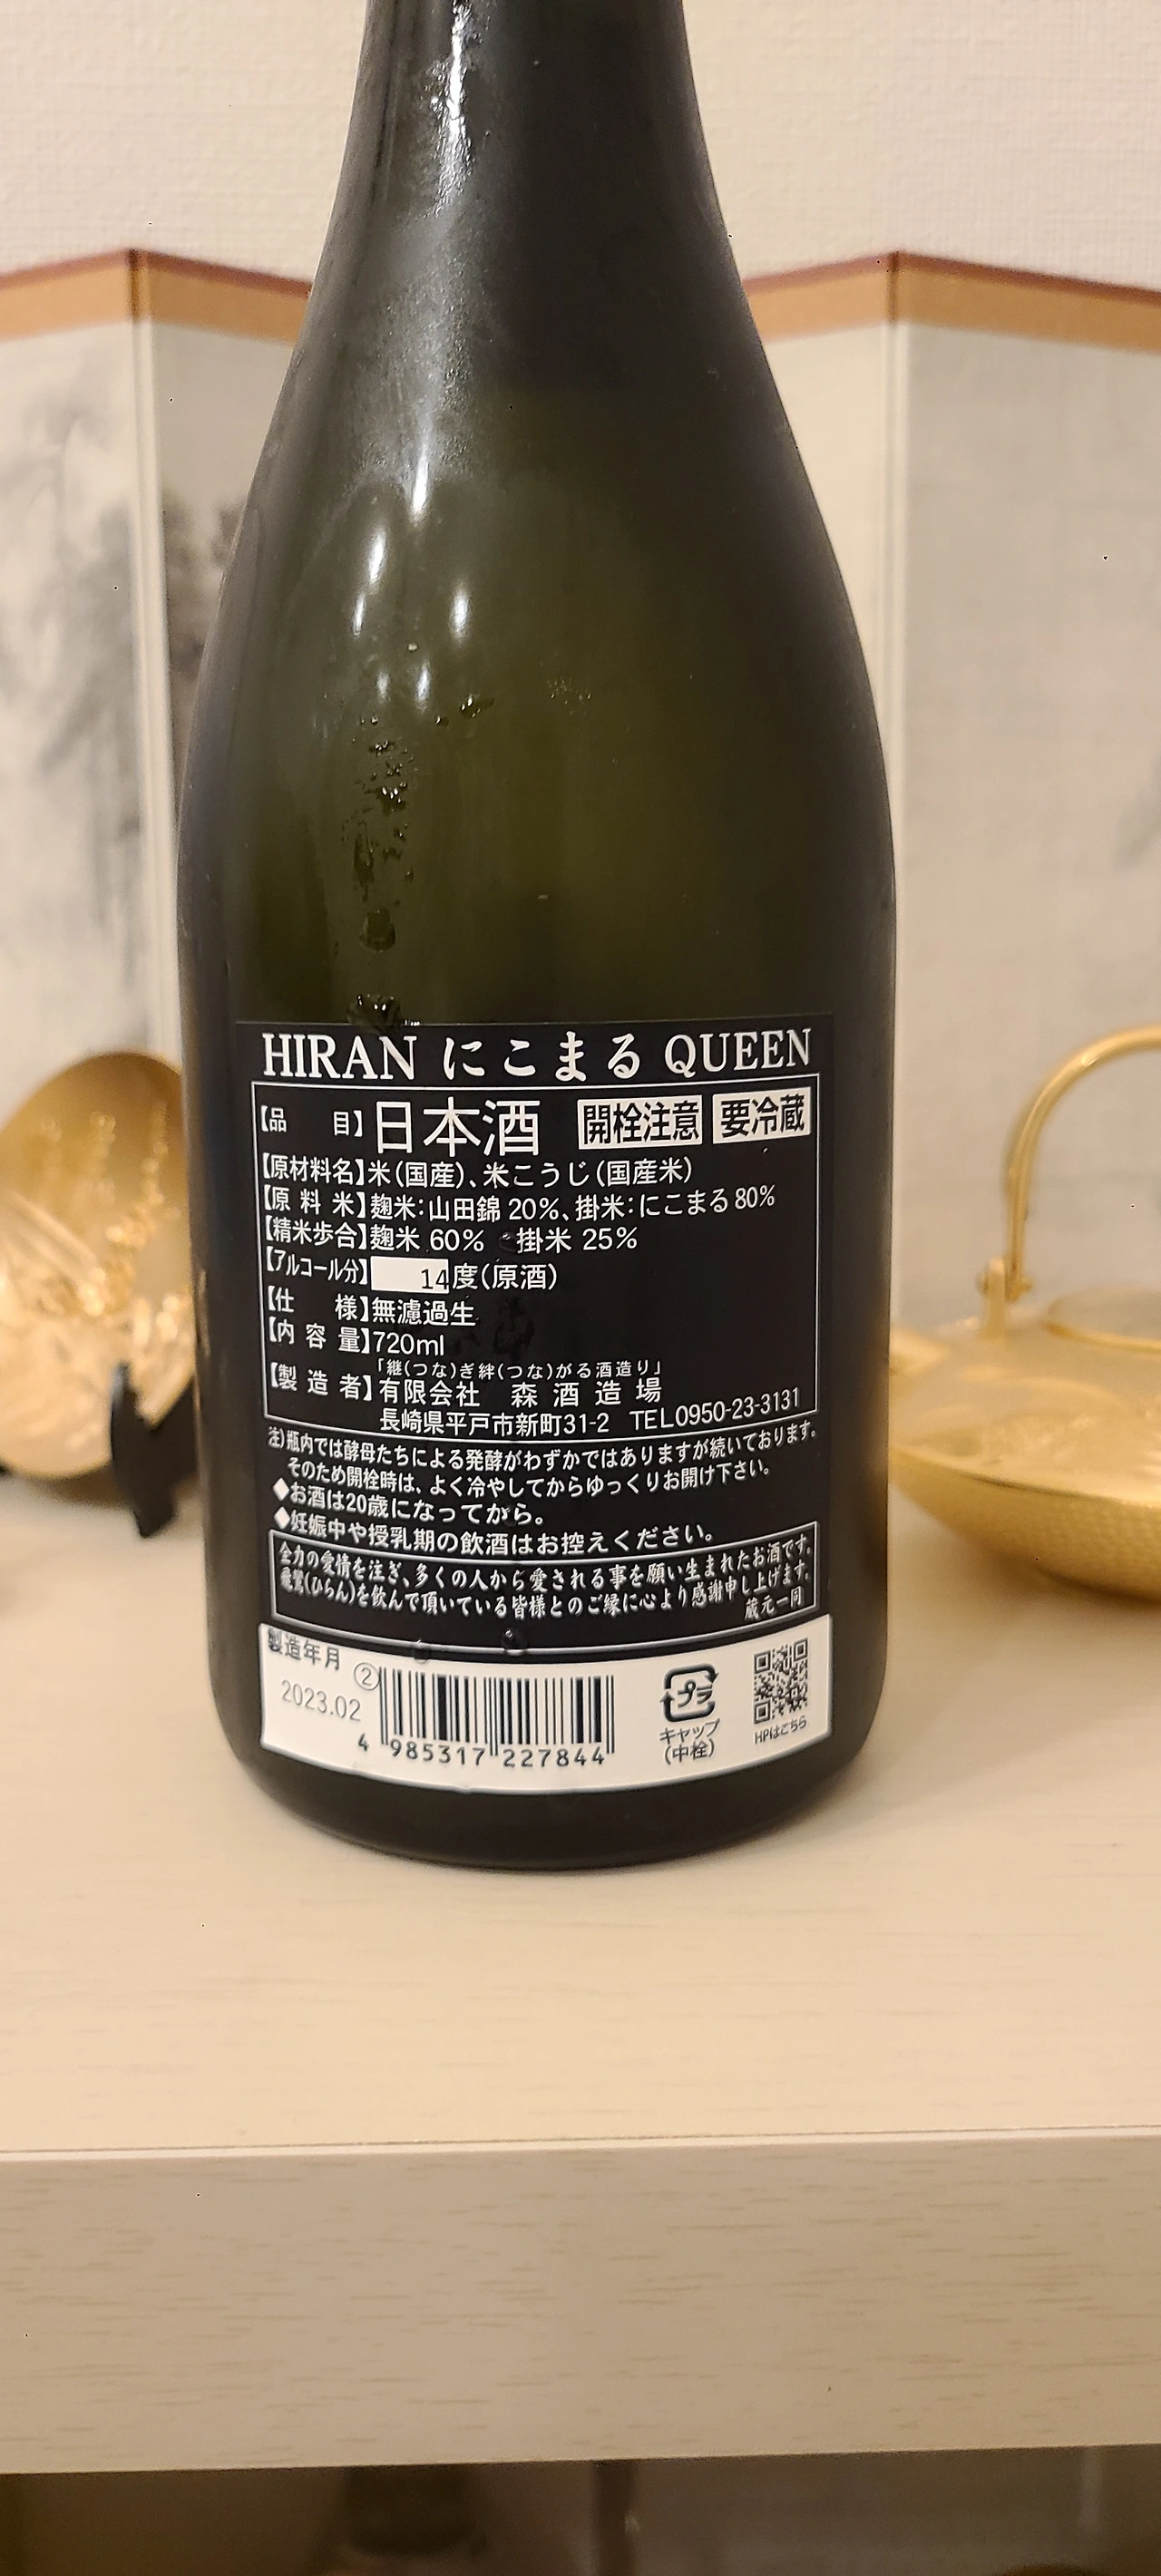 HIRAN にこまる QUEEN
【品 目】日本酒 開栓注意 要冷蔵
【原材料名】米(国産)、米こうじ(国産米)
【原料米】麹米:山田錦 20%、掛米:にこまる80%
【精米歩合】麹米 60% 掛米 25%
【アルコール分】14度(原酒)
【仕 様】無濾過生
【内容量】720ml
「継(つな)ぎ絆(つな)がる酒造り」
【製造者】有限会社 森酒造場
長崎県平戸市新町31-2 TEL0950-23-3131
注)瓶内では酵母たちによる発酵がわずかではありますが続いております。
そのため開栓時は、よく冷やしてからゆっくりお開け下さい。
◆お酒は20歳になってから。
◆妊娠中や授乳期の飲酒はお控えください。
全力の愛情を注ぎ、多くの人から愛される事を願い生まれたお酒です。
飛鸞(ひらん)を飲んで頂いている皆様とのご縁に心より感謝申し上げます。
蔵元一同
製造年月
2023.02
②
4 985317 227844
プラ
キャップ
(中栓)
HPはこちら